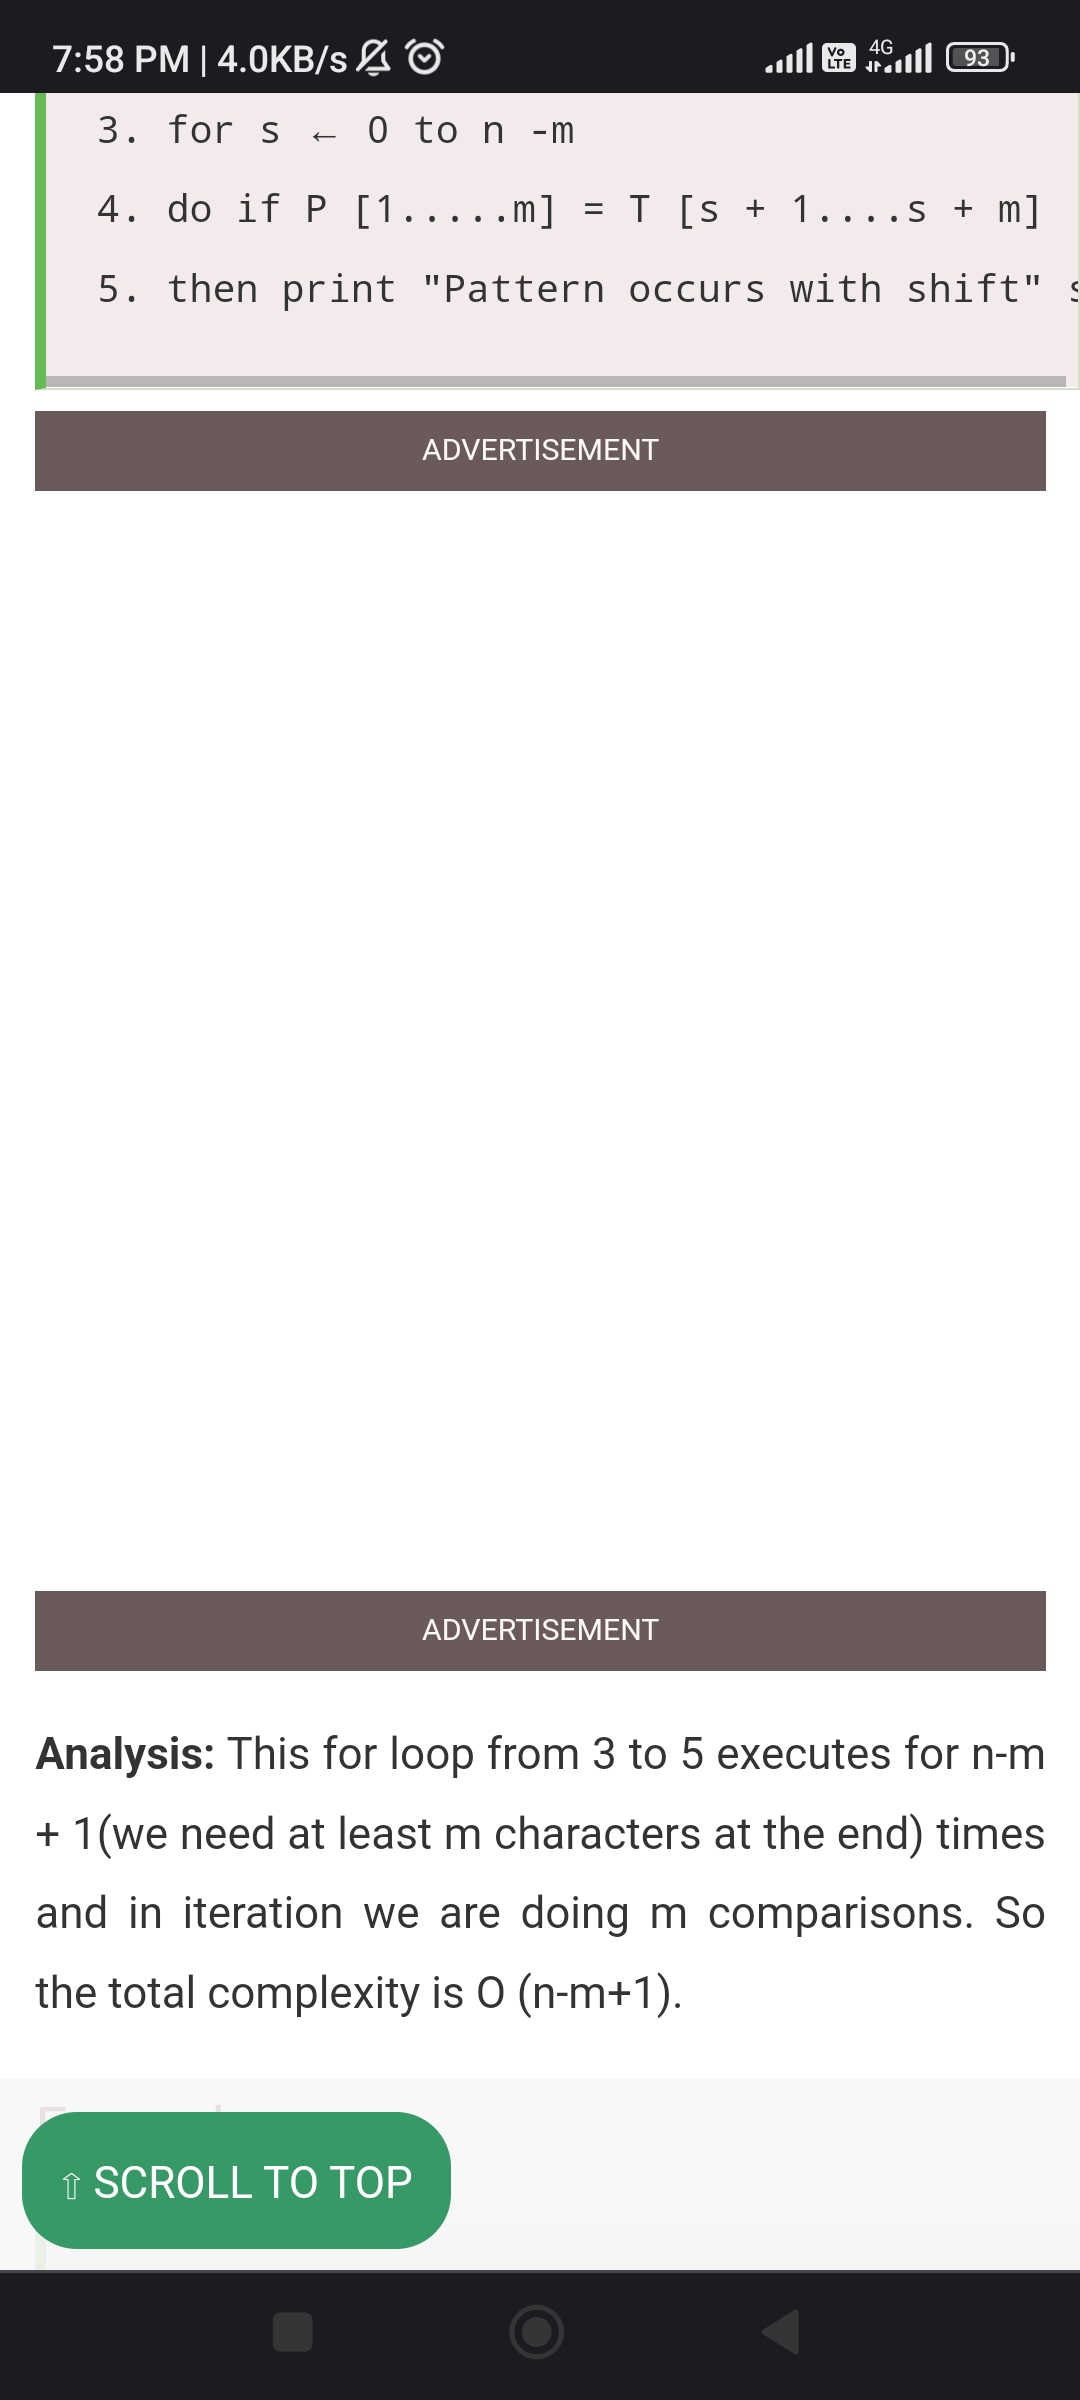 7:58 PM | 4.0KB/s Vo LTE 4G 93
3. for s ← 0 to n -m
4. do if P [1.....m] = T [s + 1....s + m]
5. then print "Pattern occurs with shift" s
ADVERTISEMENT
ADVERTISEMENT
Analysis: This for loop from 3 to 5 executes for n-m
+ 1(we need at least m characters at the end) times
and in iteration we are doing m comparisons. So
the total complexity is O (n-m+1).
⇧ SCROLL TO TOP